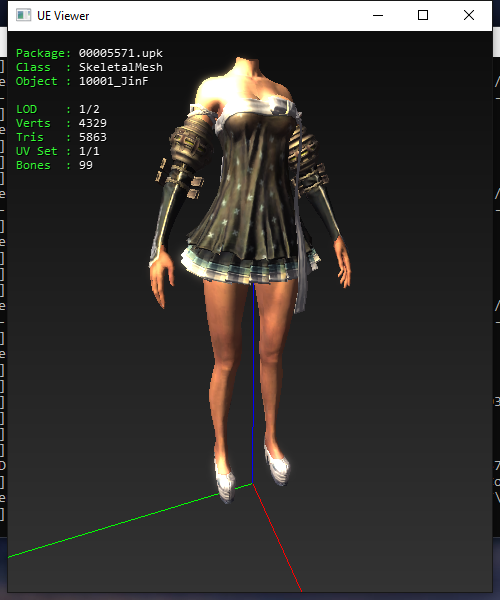 UE Viewer
Package: 00005571.upk
Class : SkeletalMesh
Object : 10001_JinF
LOD : 1/2
Verts : 4329
Tris : 5863
UV Set : 1/1
Bones : 99